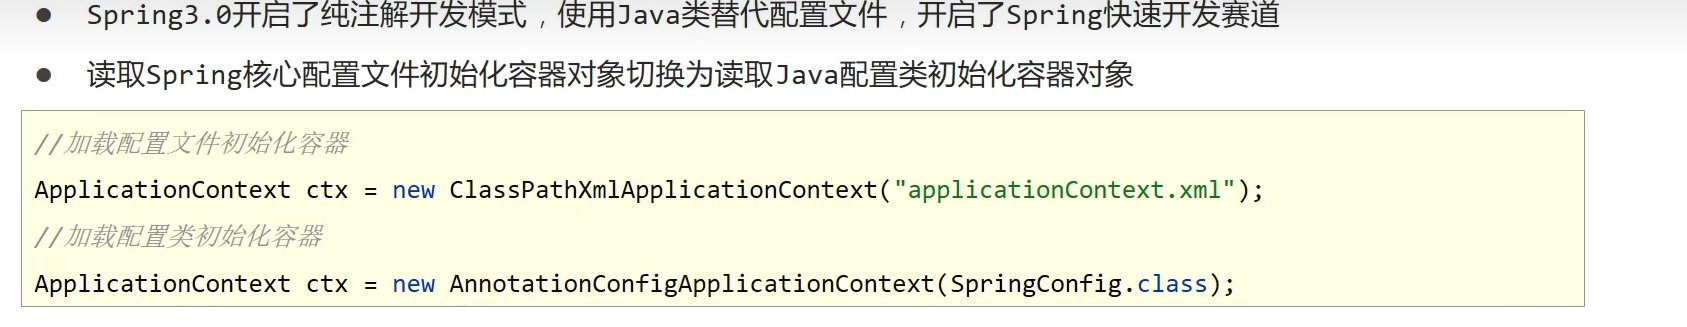 ● Spring3.0开启了纯注解开发模式，使用Java类替代配置文件，开启了Spring快速开发赛道
● 读取Spring核心配置文件初始化容器对象切换为读取Java配置类初始化容器对象
//加载配置文件初始化容器
ApplicationContext ctx = new ClassPathXmlApplicationContext("applicationContext.xml");
//加载配置类初始化容器
ApplicationContext ctx = new AnnotationConfigApplicationContext(SpringConfig.class);